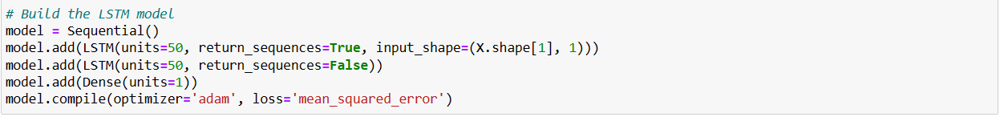 # Build the LSTM model
model = Sequential()
model.add(LSTM(units=50, return_sequences=True, input_shape=(X.shape[1], 1)))
model.add(LSTM(units=50, return_sequences=False))
model.add(Dense(units=1))
model.compile(optimizer='adam', loss='mean_squared_error')